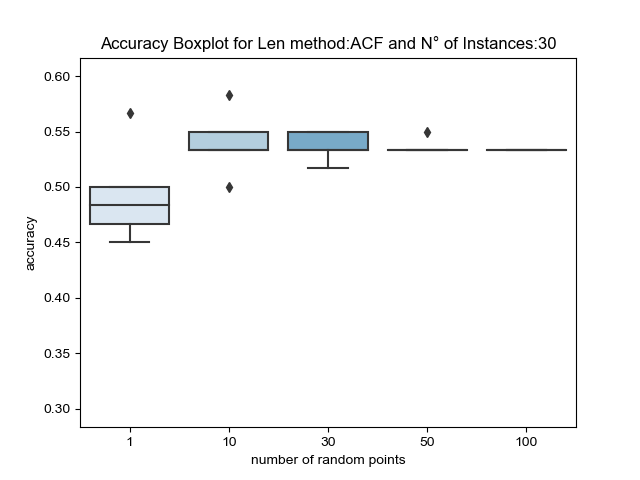 Accuracy Boxplot for Len method:ACF and N° of Instances:30
0.60
0.55
0.50
0.45
0.40
0.35
0.30
accuracy
1 10 30 50 100
number of random points